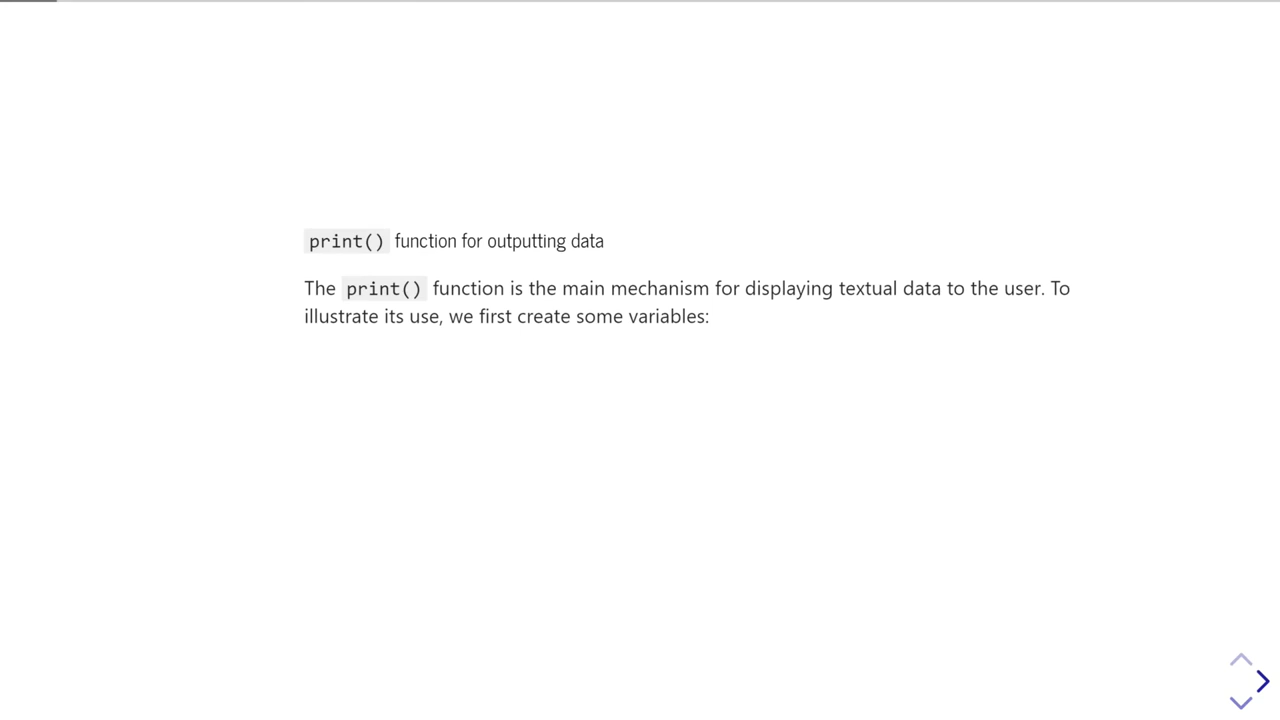 print() function for outputting data
The print() function is the main mechanism for displaying textual data to the user. To
illustrate its use, we first create some variables: